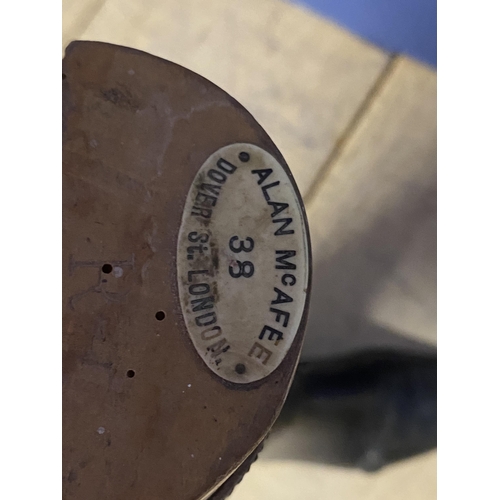 ALAN McAFEE
38
DOVER St. LONDON.